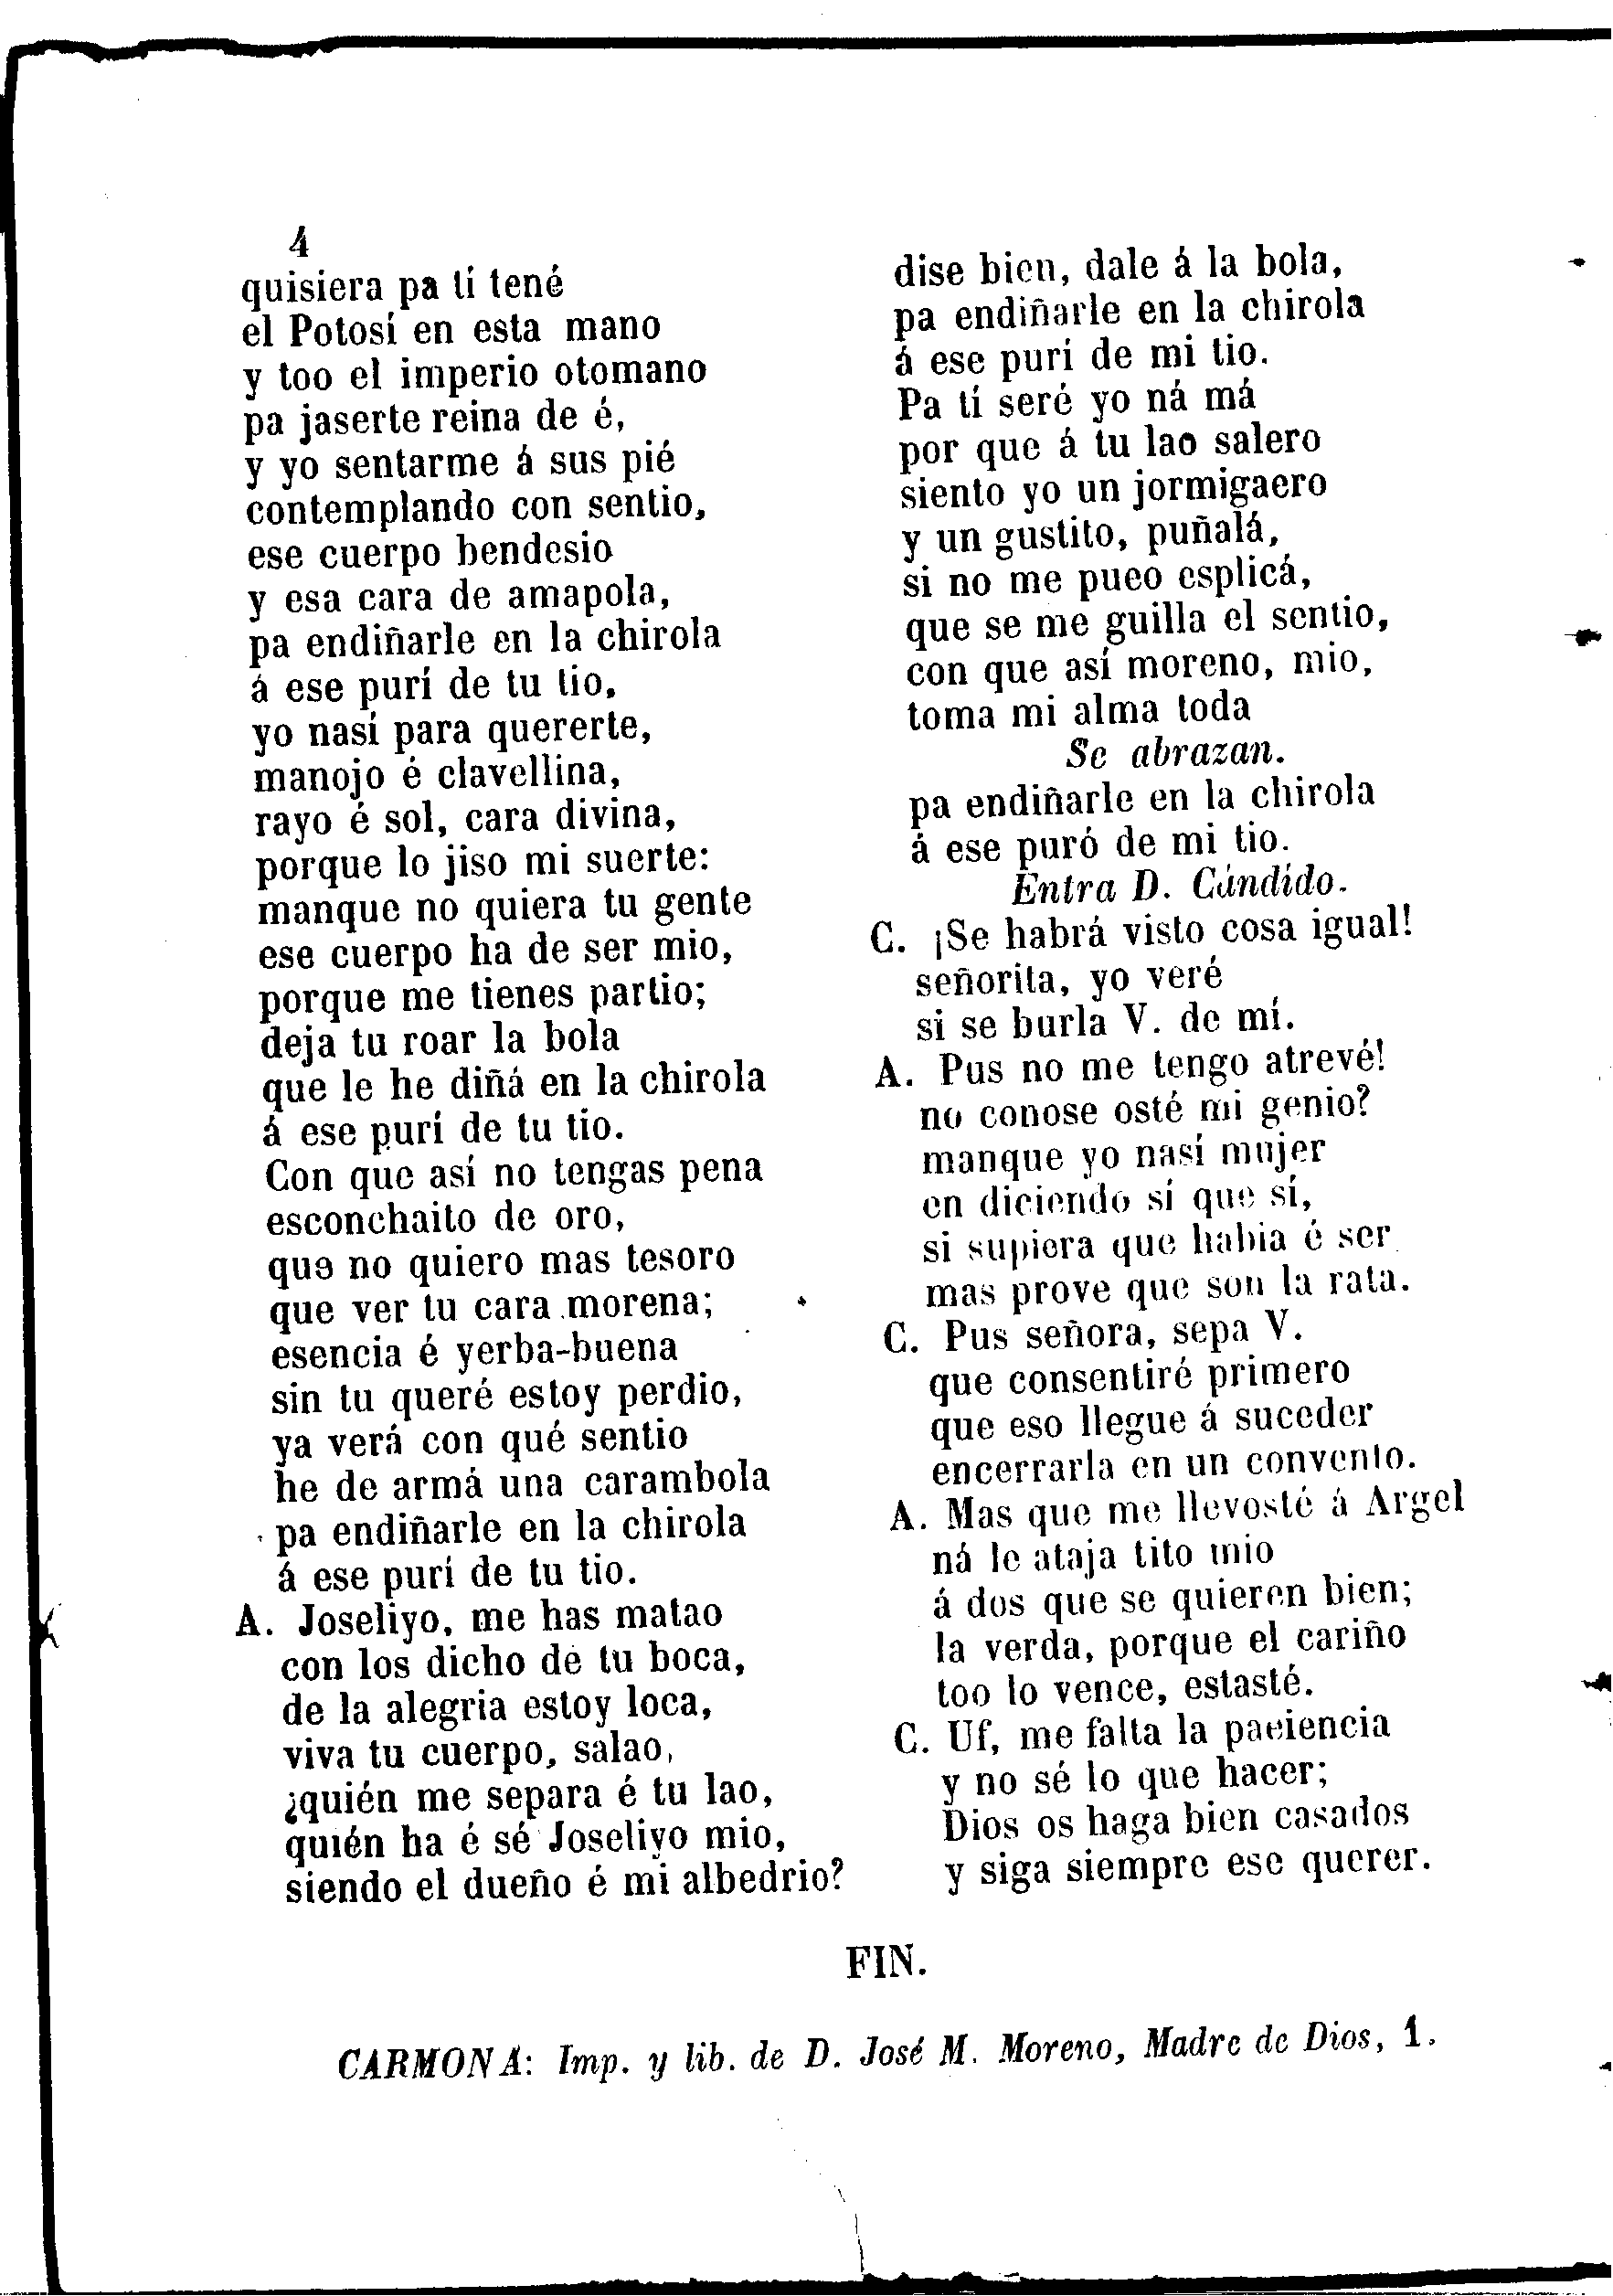 4
quisiera pa tí tené
el Potosí en esta mano
y too el imperio otomano
pa jaserte reina de é,
y yo sentarme á sus pié
contemplando con sentio,
ese cuerpo bendesio
y esa cara de amapola,
pa endiñarle en la chirola
á ese purí de tu tio,
yo nasí para quererte,
manojo é clavellina,
rayo é sol, cara divina,
porque lo jiso mi suerte:
manque no quiera tu gente
ese cuerpo ha de ser mio,
porque me tienes partio;
deja tu roar la bola
que le he diñá en la chirola
á ese purí de tu tio.
Con que así no tengas pena
esconchaito de oro,
que no quiero mas tesoro
que ver tu cara morena;
esencia é yerba-buena
sin tu queré estoy perdio,
ya verá con qué sentio
he de armá una carambola
pa endiñarle en la chirola
á ese purí de tu tio.
A. Joseliyo, me has matao
con los dicho de tu boca,
de la alegria estoy loca,
viva tu cuerpo, salao,
¿quién me separa é tu lao,
quién ha é sé Joseliyo mio,
siendo el dueño é mi albedrio?
dise bien, dale á la bola,
pa endiñarle en la chirola
á ese purí de mi tio.
Pa tí seré yo ná má
por que á tu lao salero
siento yo un jormigaero
y un gustito, puñalá,
si no me pueo esplicá,
que se me guilla el sentio,
con que así moreno, mio,
toma mi alma toda
Se abrazan.
pa endiñarle en la chirola
á ese puró de mi tio.
Entra D. Cándido.
C. ¡Se habrá visto cosa igual!
señorita, yo veré
si se burla V. de mí.
A. Pus no me tengo atrevé!
no conose osté mi genio?
manque yo nasí mujer
en diciendo sí que sí,
si supiera que habia é ser
mas prove que son la rata.
C. Pus señora, sepa V.
que consentiré primero
que eso llegue á suceder
encerrarla en un convento.
A. Mas que me llevosté á Argel
ná le ataja tito mio
á dos que se quieren bien;
la verda, porque el cariño
too lo vence, estasté.
C. Uf, me falta la paciencia
y no sé lo que hacer;
Dios os haga bien casados
y siga siempre ese querer.
FIN.
CARMONA: Imp. y lib. de D. José M. Moreno, Madre de Dios, 1.